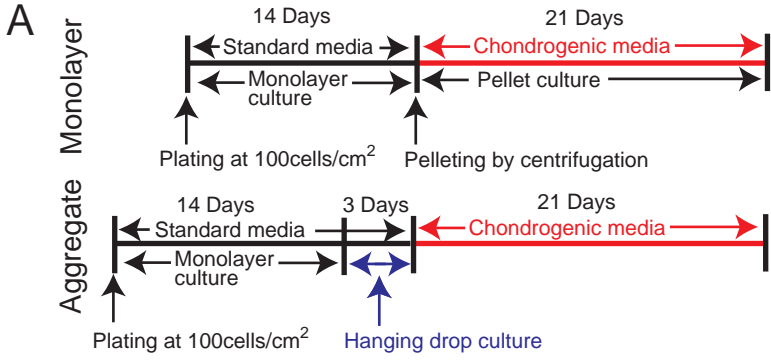 A
Monolayer
14 Days
21 Days
Standard media
Chondrogenic media
Monolayer
culture
Pellet culture
Plating at 100cells/cm2
Pelleting by centrifugation
Aggregate
14 Days
3 Days
21 Days
Standard media
Chondrogenic media
Monolayer
culture
Plating at 100cells/cm2
Hanging drop culture